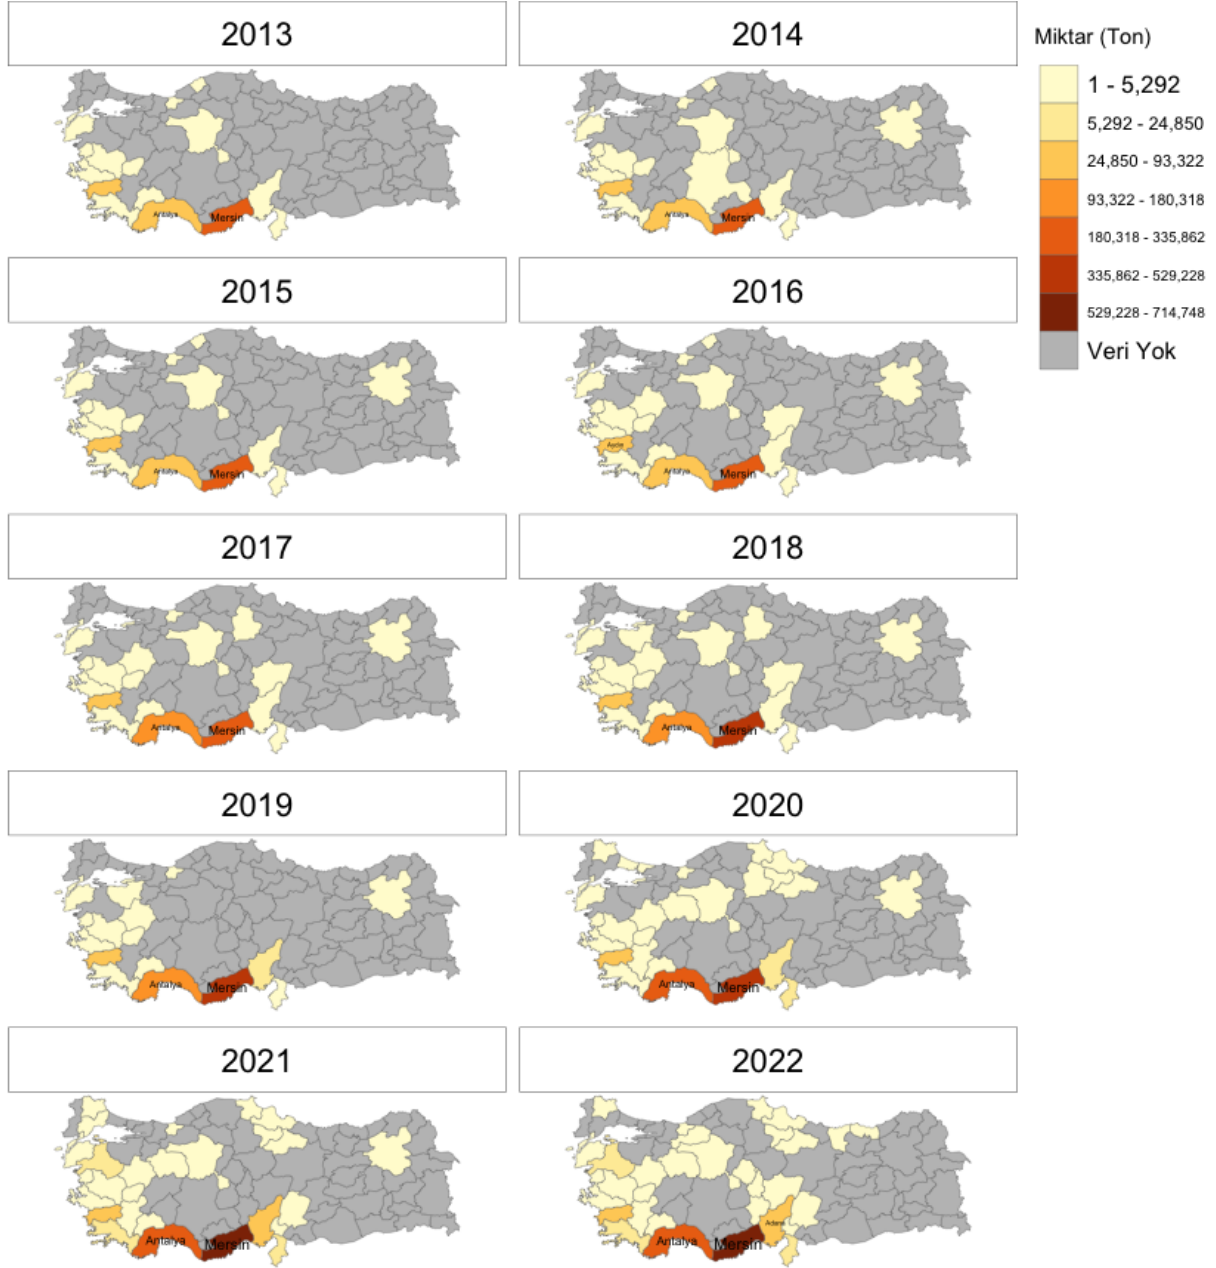 2013
2014
Miktar (Ton)
1 - 5,292
5,292 - 24,850
24,850 - 93,322
93,322 - 180,318
180,318 - 335,862
335,862 - 529,228
529,228 - 714,748
Veri Yok
Antalya
Mersin
Antalya
Mersin
2015
2016
Antalya
Mersin
Aydın
Antalya
Mersin
2017
2018
Antalya
Mersin
Antalya
Mersin
2019
2020
Antalya
Mersin
Antalya
Mersin
2021
2022
Antalya
Mersin
Adana
Antalya
Mersin